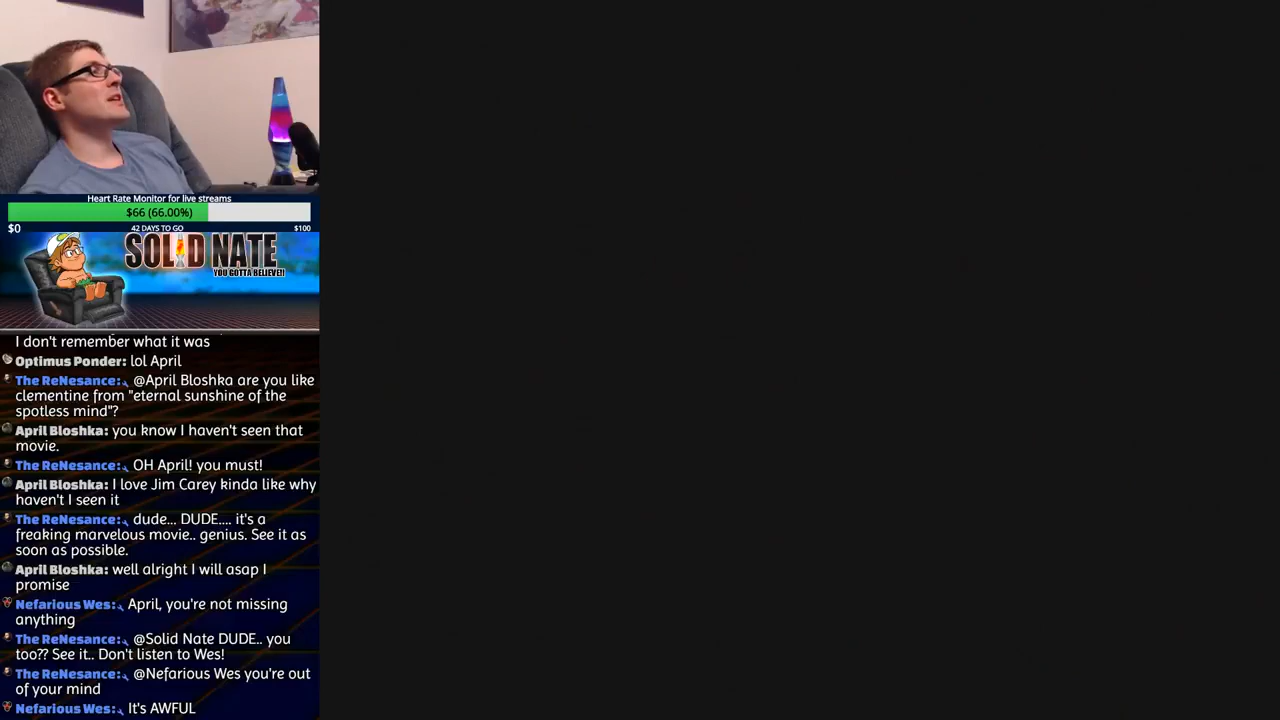 Heart Rate Monitor for live streams
$66 (66.00%)
$0
42 DAYS TO GO
$100
SOLID NATE
YOU GOTTA BELIEVE!!
I don't remember what it was
Optimus Ponder: lol April
The ReNesance: @April Bloshka are you like
clementine from "eternal sunshine of the
spotless mind"?
April Bloshka: you know I haven't seen that
movie.
The ReNesance: OH April! you must!
April Bloshka: I love Jim Carey kinda like why
haven't I seen it
The ReNesance: dude... DUDE.... it's a
freaking marvelous movie.. genius. See it as
soon as possible.
April Bloshka: well alright I will asap I
promise
Nefarious Wes: April, you're not missing
anything
The ReNesance: @Solid Nate DUDE.. you
too?? See it.. Don't listen to Wes!
The ReNesance: @Nefarious Wes you're out
of your mind
Nefarious Wes: It's AWFUL